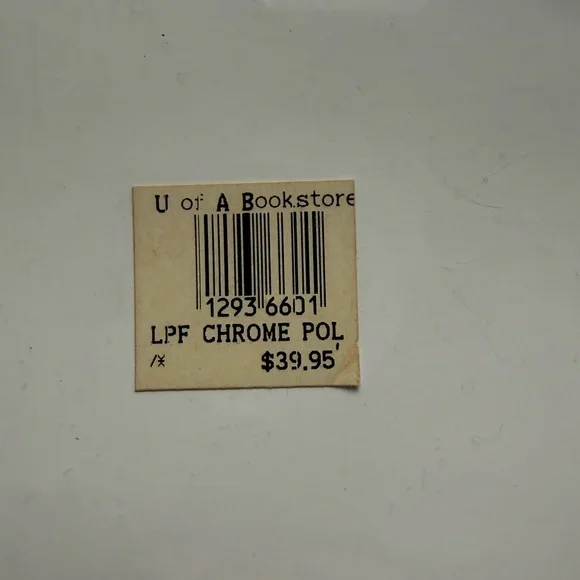 U of A Bookstore
1293 6601
LPF CHROME POL
/* $39.95